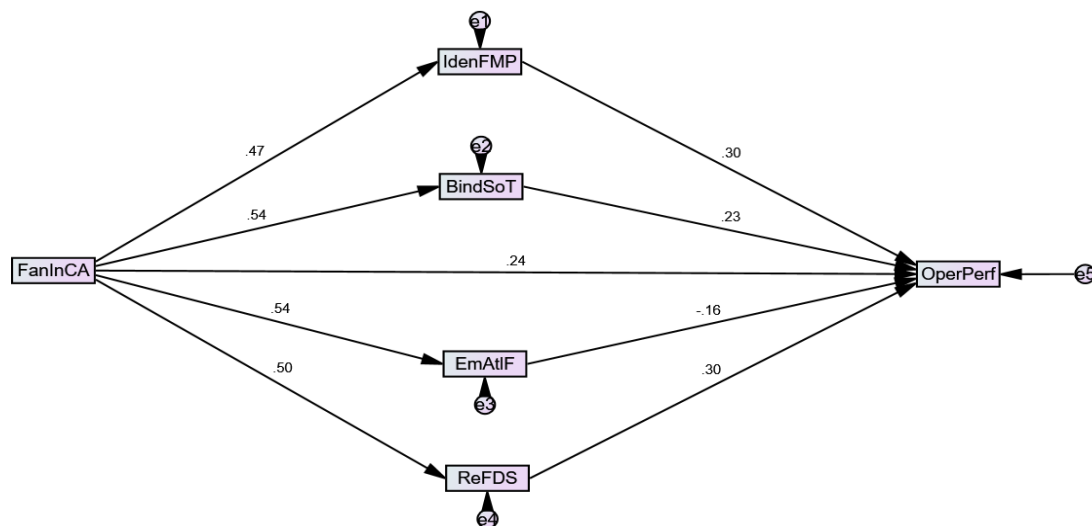 e1
IdenFMP
.47
.30
e2
BindSoT
.54
.23
FanInCA
.24
OperPerf
e5
.54
-.16
EmAtlF
e3
.50
.30
ReFDS
e4